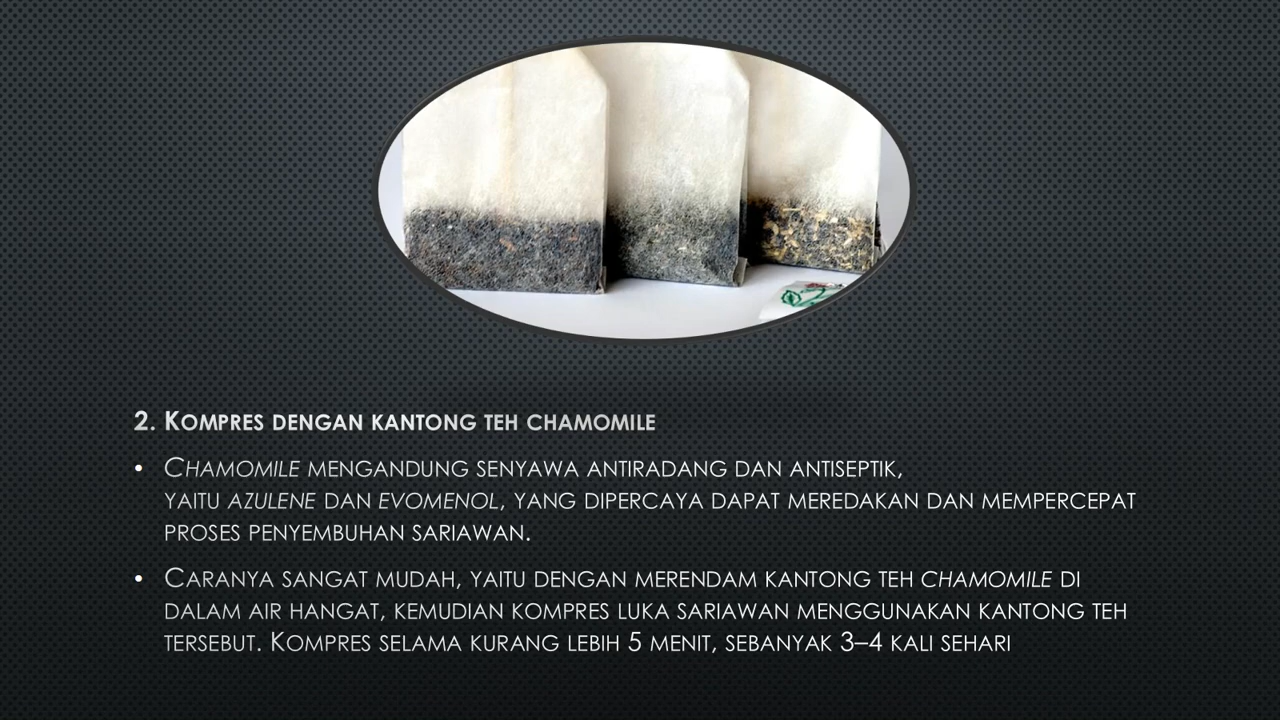 2. Kompres dengan kantong teh chamomile
• Chamomile mengandung senyawa antiradang dan antiseptik,
yaitu azulene dan evomenol, yang dipercaya dapat meredakan dan mempercepat
proses penyembuhan sariawan.
• Caranya sangat mudah, yaitu dengan merendam kantong teh chamomile di
dalam air hangat, kemudian kompres luka sariawan menggunakan kantong teh
tersebut. Kompres selama kurang lebih 5 menit, sebanyak 3–4 kali sehari